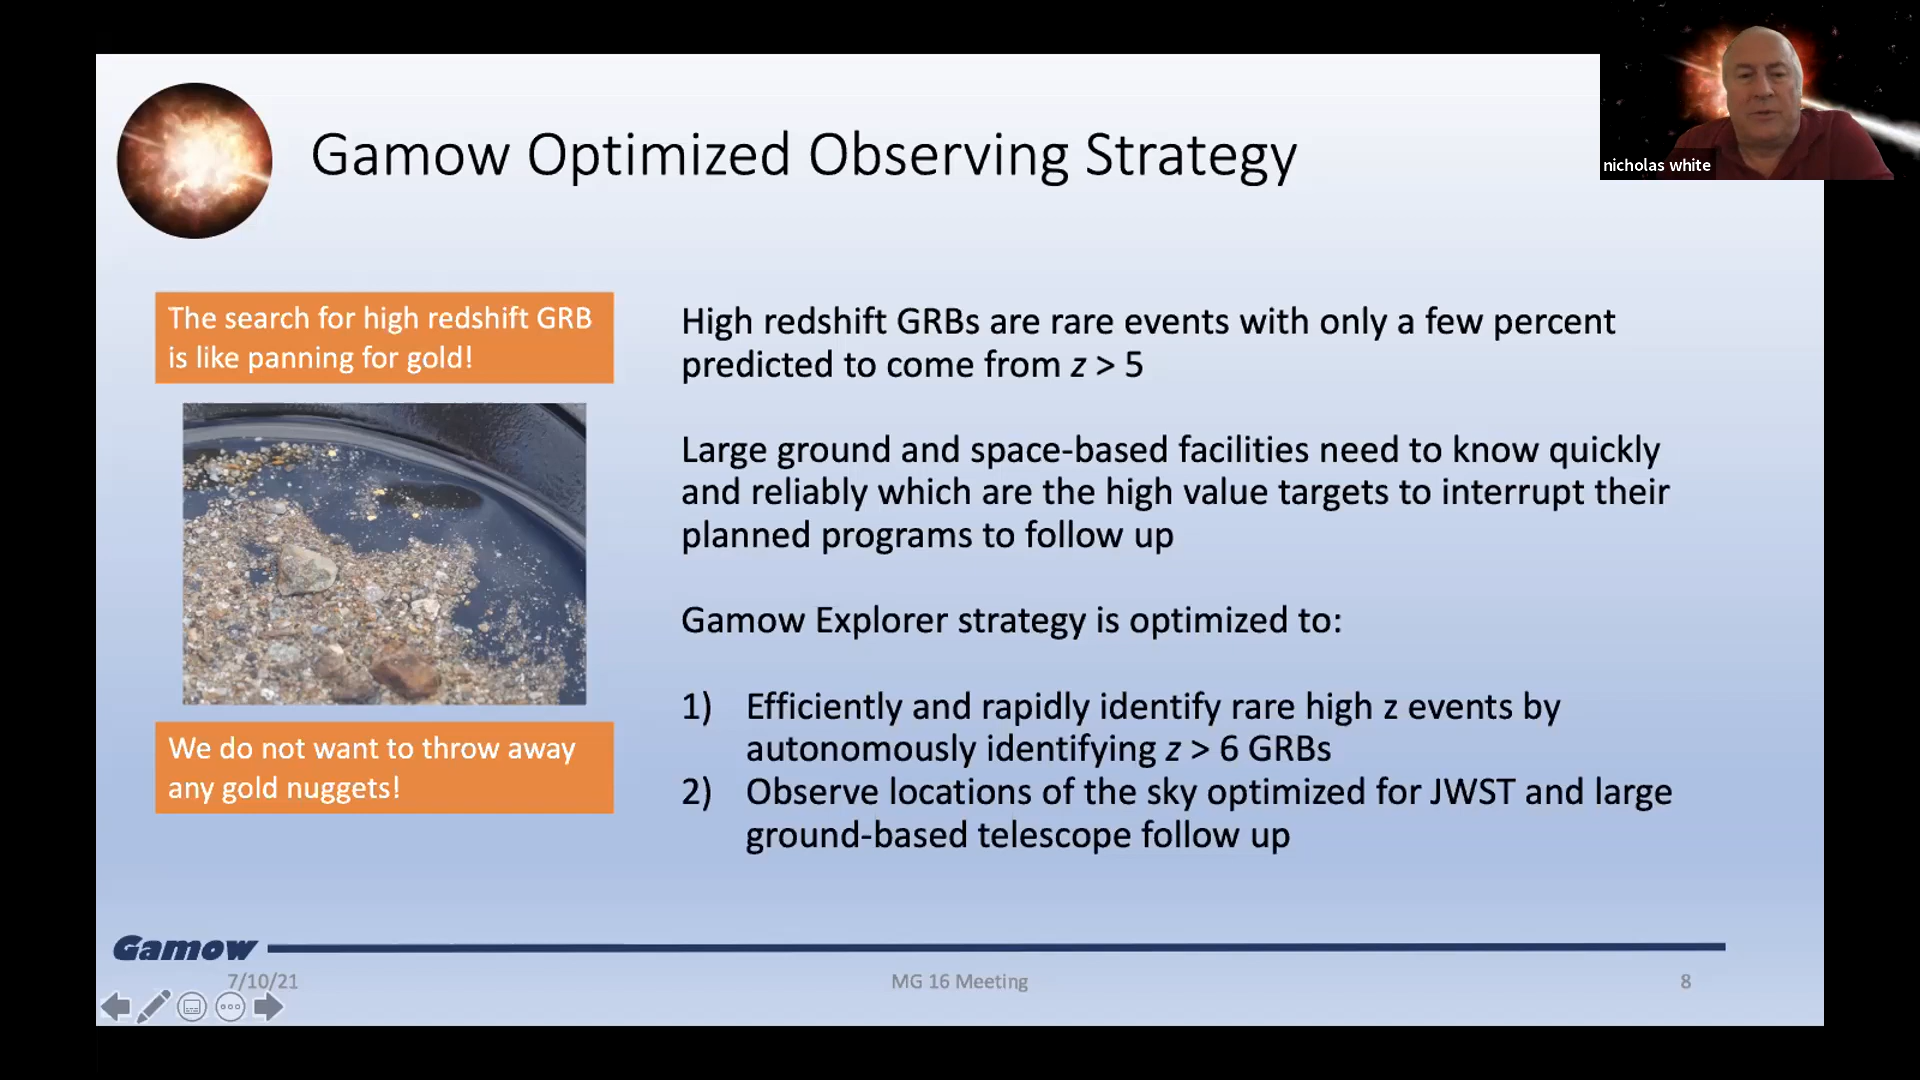 nicholas white
Gamow Optimized Observing Strategy
The search for high redshift GRB
is like panning for gold!
We do not want to throw away
any gold nuggets!
High redshift GRBs are rare events with only a few percent
predicted to come from z > 5
Large ground and space-based facilities need to know quickly
and reliably which are the high value targets to interrupt their
planned programs to follow up
Gamow Explorer strategy is optimized to:
1) Efficiently and rapidly identify rare high z events by
autonomously identifying z > 6 GRBs
2) Observe locations of the sky optimized for JWST and large
ground-based telescope follow up
Gamow
7/10/21
MG 16 Meeting
8